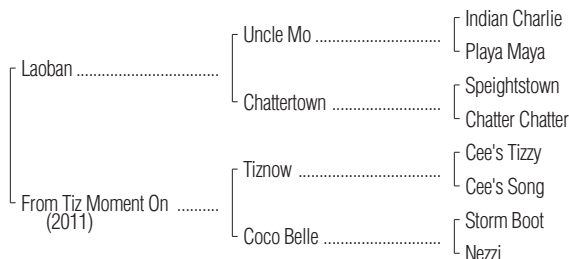 Indian Charlie
Uncle Mo ..............................
Playa Maya
Laoban ..................................
Speightstown
Chattertown ..........................
Chatter Chatter
Cee's Tizzy
Tiznow ..................................
Cee's Song
From Tiz Moment On ..........
(2011)
Storm Boot
Coco Belle ............................
Nezzi